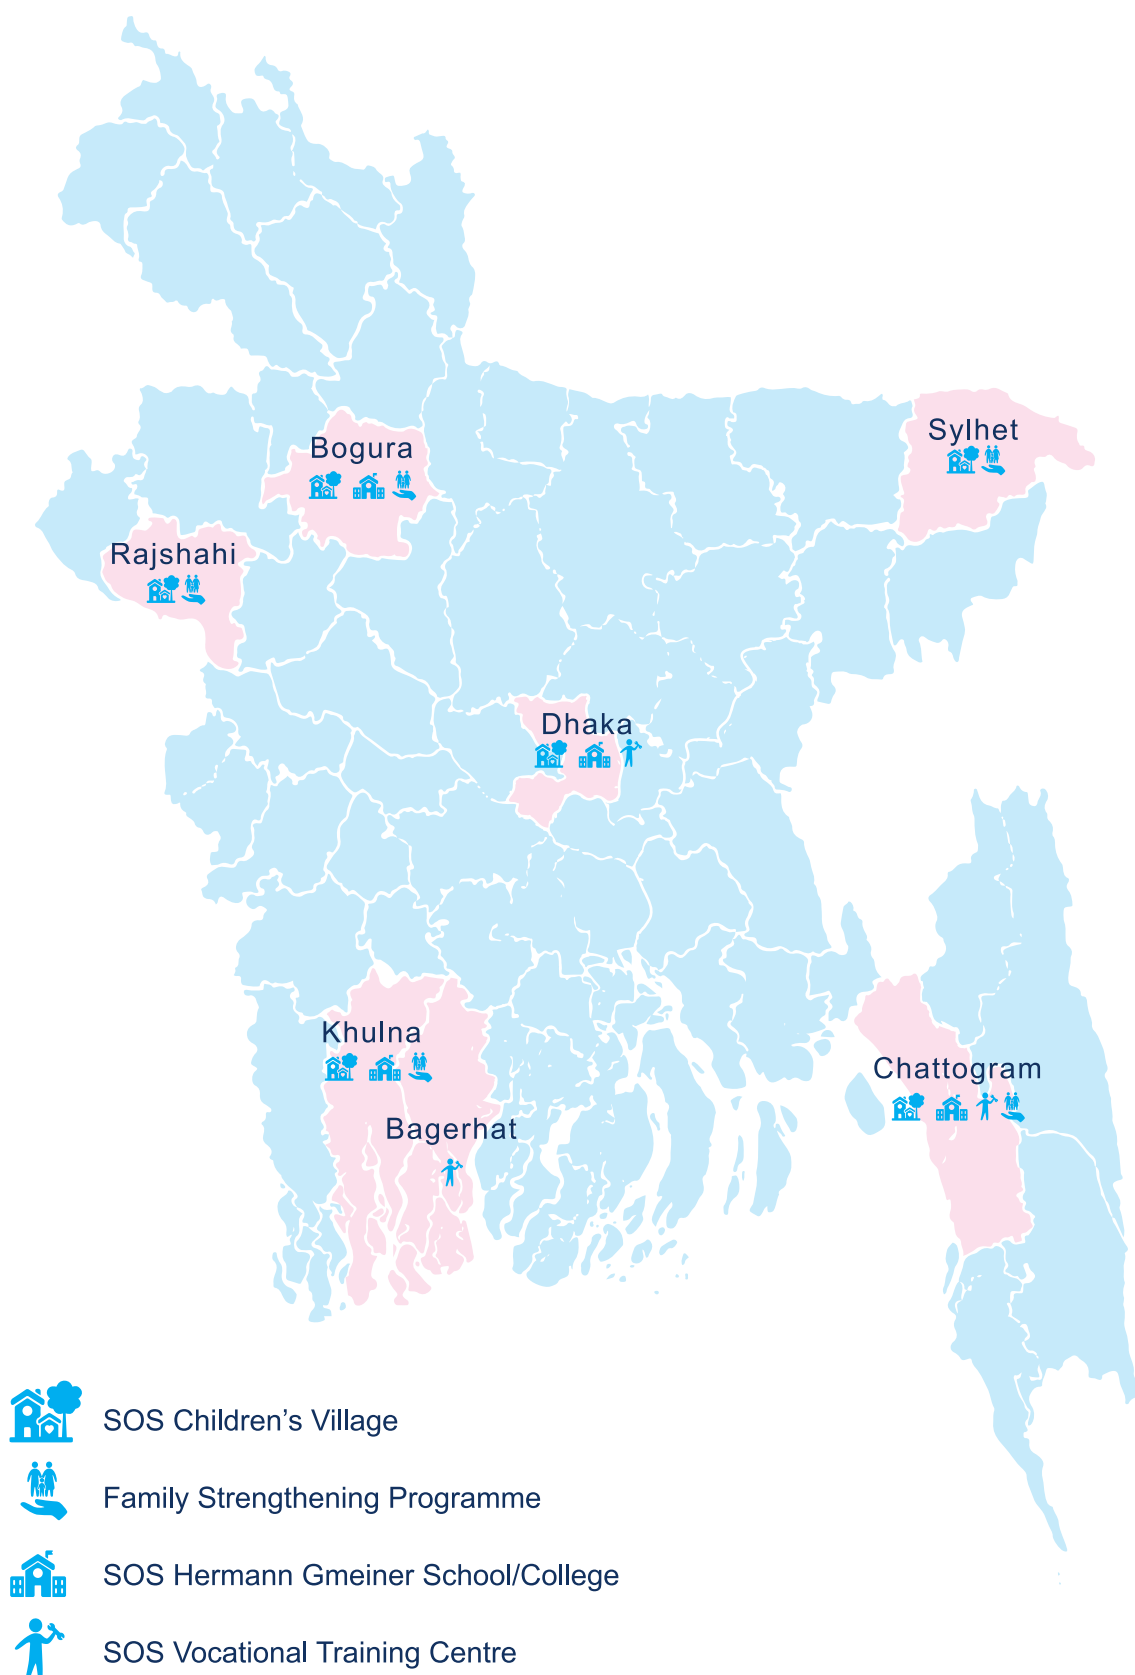 Bogura
Sylhet
Rajshahi
Dhaka
Khulna
Chattogram
Bagerhat
SOS Children's Village
Family Strengthening Programme
SOS Hermann Gmeiner School/College
SOS Vocational Training Centre